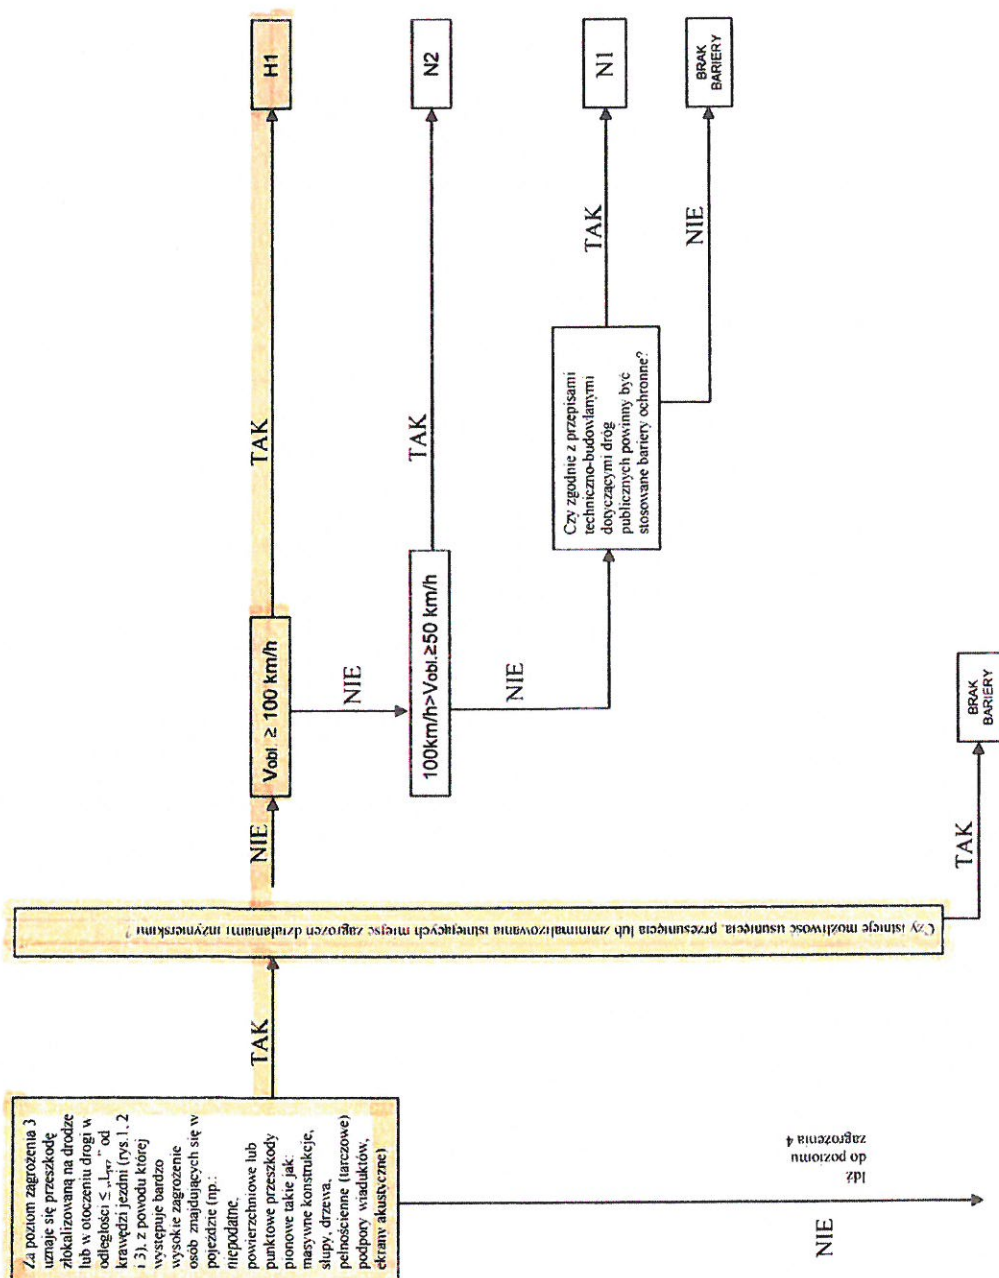 Za poziom zagrożenia 3
uznaje się przeszkodę
zlokalizowaną na drodze
lub w otoczeniu drogi w
odległości ≤ „L
" od
krawędzi jezdni (rys.1, 2
i 3), z powodu której
występuje bardzo
wysokie zagrożenie
osób znajdujących się w
pojeździe (np.:
niepodatne,
powierzchniowe lub
punktowe przeszkody
pionowe takie jak:
masywne konstrukcje,
słupy, drzewa,
pełnościenne (tarczowe)
podpory wiaduktów,
ekrany akustyczne)
TAK
Czy istnieje możliwość usunięcia, przesunięcia lub zminimalizowania istniejących miejsc zagrożeń działaniami inżynierskimi?
NIE
Vobl. ≥ 100 km/h
TAK
H1
NIE
100km/h>Vobl.≥50 km/h
TAK
N2
NIE
Czy zgodnie z przepisami
techniczno-budowlanymi
dotyczącymi dróg
publicznych powinny być
stosowane bariery ochronne?
TAK
N1
NIE
BRAK
BARIERY
TAK
BRAK
BARIERY
NIE
Idź
do poziomu
zagrożenia 4